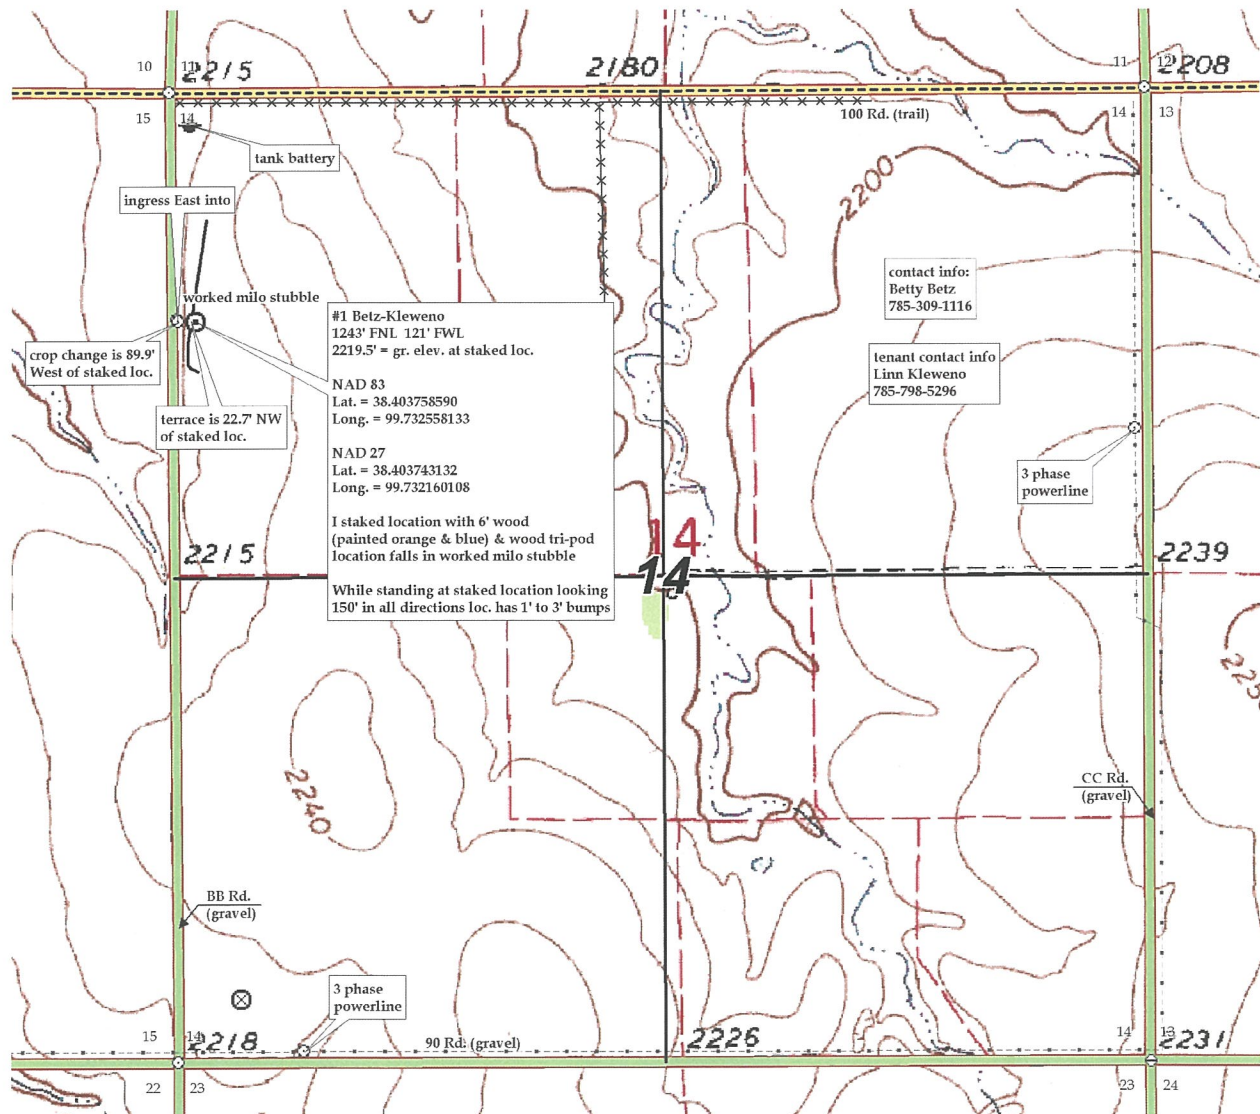 10
11
2215
2180
11
12
2208
15
14
14
13
100 Rd. (trail)
tank battery
2200
ingress East into
contact info:
Betty Betz
785-309-1116
worked milo stubble
#1 Betz-Kleweno
1243' FNL 121' FWL
2219.5' = gr. elev. at staked loc.
NAD 83
Lat. = 38.403758590
Long. = 99.732558133
NAD 27
Lat. = 38.403743132
Long. = 99.732160108
I staked location with 6' wood
(painted orange & blue) & wood tri-pod
location falls in worked milo stubble
While standing at staked location looking
150' in all directions loc. has 1' to 3' bumps
crop change is 89.9'
West of staked loc.
tenant contact info
Linn Kleweno
785-798-5296
terrace is 22.7' NW
of staked loc.
3 phase
powerline
14
2215
2239
14
2240
CC Rd.
(gravel)
BB Rd.
(gravel)
3 phase
powerline
15
14
2218
90 Rd. (gravel)
2226
14
13
2231
22
23
23
24